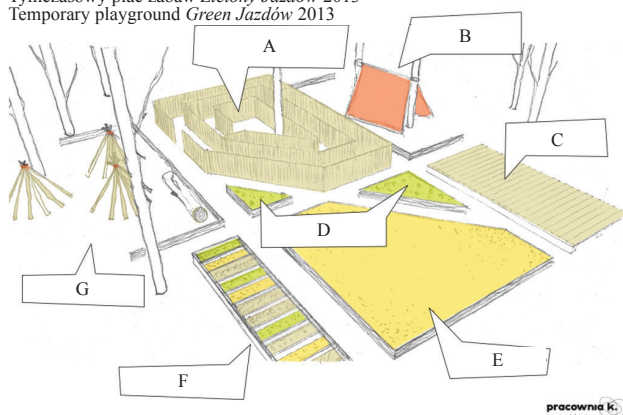 Tymczasowy plac zabaw Zielony Jazdów 2013
Temporary playground Green Jazdów 2013
A
B
C
D
G
E
F
pracownia k.